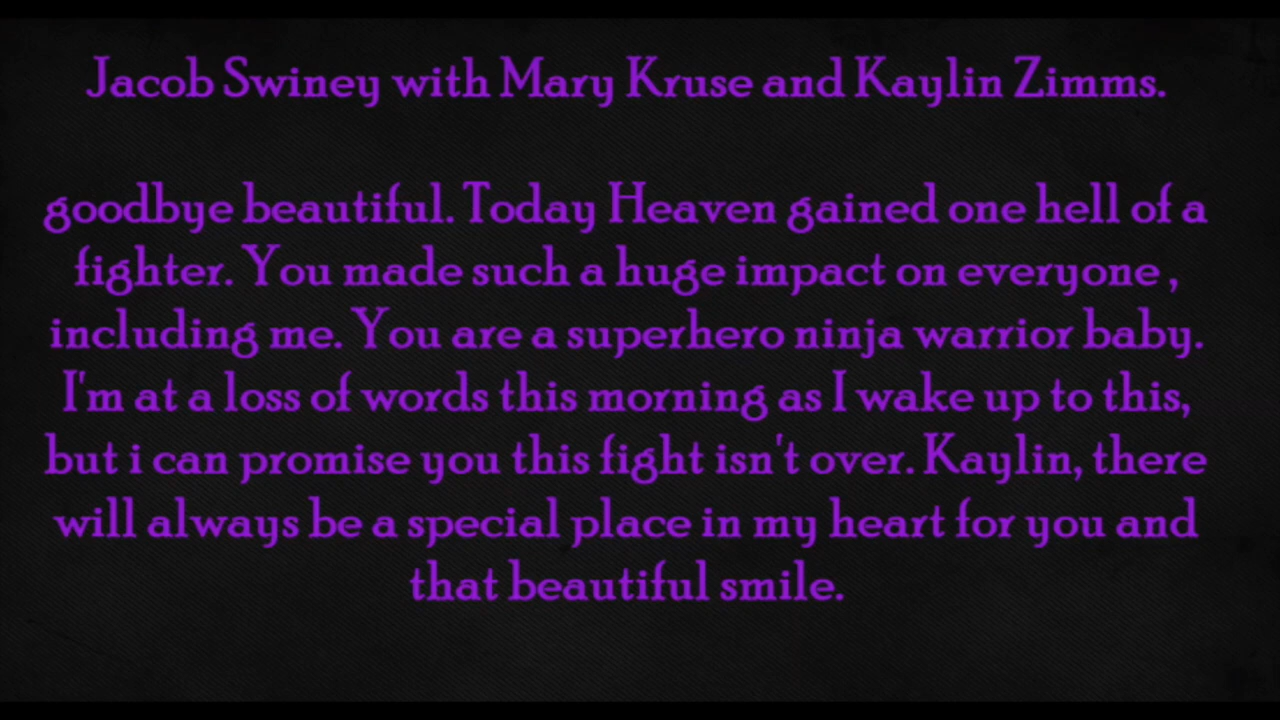 Jacob Swiney with Mary Kruse and Kaylin Zimms.
goodbye beautiful. Today Heaven gained one hell of a
fighter. You made such a huge impact on everyone ,
including me. You are a superhero ninja warrior baby.
I'm at a loss of words this morning as I wake up to this,
but i can promise you this fight isn't over. Kaylin, there
will always be a special place in my heart for you and
that beautiful smile.